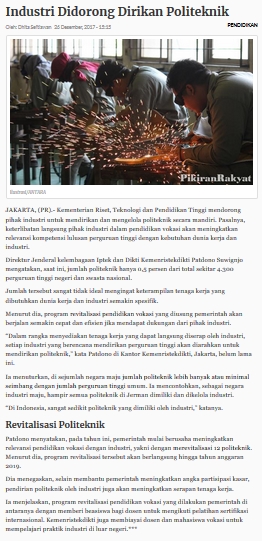 Industri Didorong Dirikan Politeknik
Oleh: Dhita Seftiawan 26 Desember, 2017 - 15:15
PENDIDIKAN
PikiranRakyat
Ilustrasi/ANTARA
JAKARTA, (PR).- Kementerian Riset, Teknologi dan Pendidikan Tinggi mendorong
pihak industri untuk mendirikan dan mengelola politeknik secara mandiri. Pasalnya,
keterlibatan langsung pihak industri dalam pendidikan vokasi akan meningkatkan
relevansi kompetensi lulusan perguruan tinggi dengan kebutuhan dunia kerja dan
industri.
Direktur Jenderal kelembagaan Iptek dan Dikti Kemenristekdikti Patdono Suwignjo
mengatakan, saat ini, jumlah politeknik hanya 0,5 persen dari total sekitar 4.300
perguruan tinggi negeri dan swasta nasional.
Jumlah tersebut sangat tidak ideal mengingat keterampilan tenaga kerja yang
dibutuhkan dunia kerja dan industri semakin spesifik.
Menurut dia, program revitalisasi pendidikan vokasi yang diusung pemerintah akan
berjalan semakin cepat dan efisien jika mendapat dukungan dari pihak industri.
"Dalam rangka menyediakan tenaga kerja yang dapat langsung diserap oleh industri,
setiap industri yang berencana mendirikan perguruan tinggi akan diarahkan untuk
mendirikan politeknik," kata Patdono di Kantor Kemenristekdikti, Jakarta, belum lama
ini.
Ia menuturkan, di sejumlah negara maju jumlah politeknik lebih banyak atau minimal
seimbang dengan jumlah perguruan tinggi umum. Ia mencontohkan, sebagai negara
industri maju, hampir semua politeknik di Jerman dimiliki dan dikelola industri.
"Di Indonesia, sangat sedikit politeknik yang dimiliki oleh industri," katanya.
Revitalisasi Politeknik
Patdono menyatakan, pada tahun ini, pemerintah mulai berusaha meningkatkan
relevansi pendidikan vokasi dengan industri, yakni dengan merevitalisasi 12 politeknik.
Menurut dia, program revitalisasi tersebut akan berlangsung hingga tahun anggaran
2019.
Dia menegaskan, selain membantu pemerintah meningkatkan angka partisipasi kasar,
pendirian politeknik oleh industri juga akan meningkatkan serapan tenaga kerja.
Ia menjelaskan, program revitalisasi pendidikan vokasi yang dilakukan pemerintah di
antaranya dengan memberi beasiswa bagi dosen untuk mengikuti pelatihan sertifikasi
internasional. Kemenristekdikti juga membiayai dosen dan mahasiswa vokasi untuk
mempelajari praktik industri di luar negeri.***